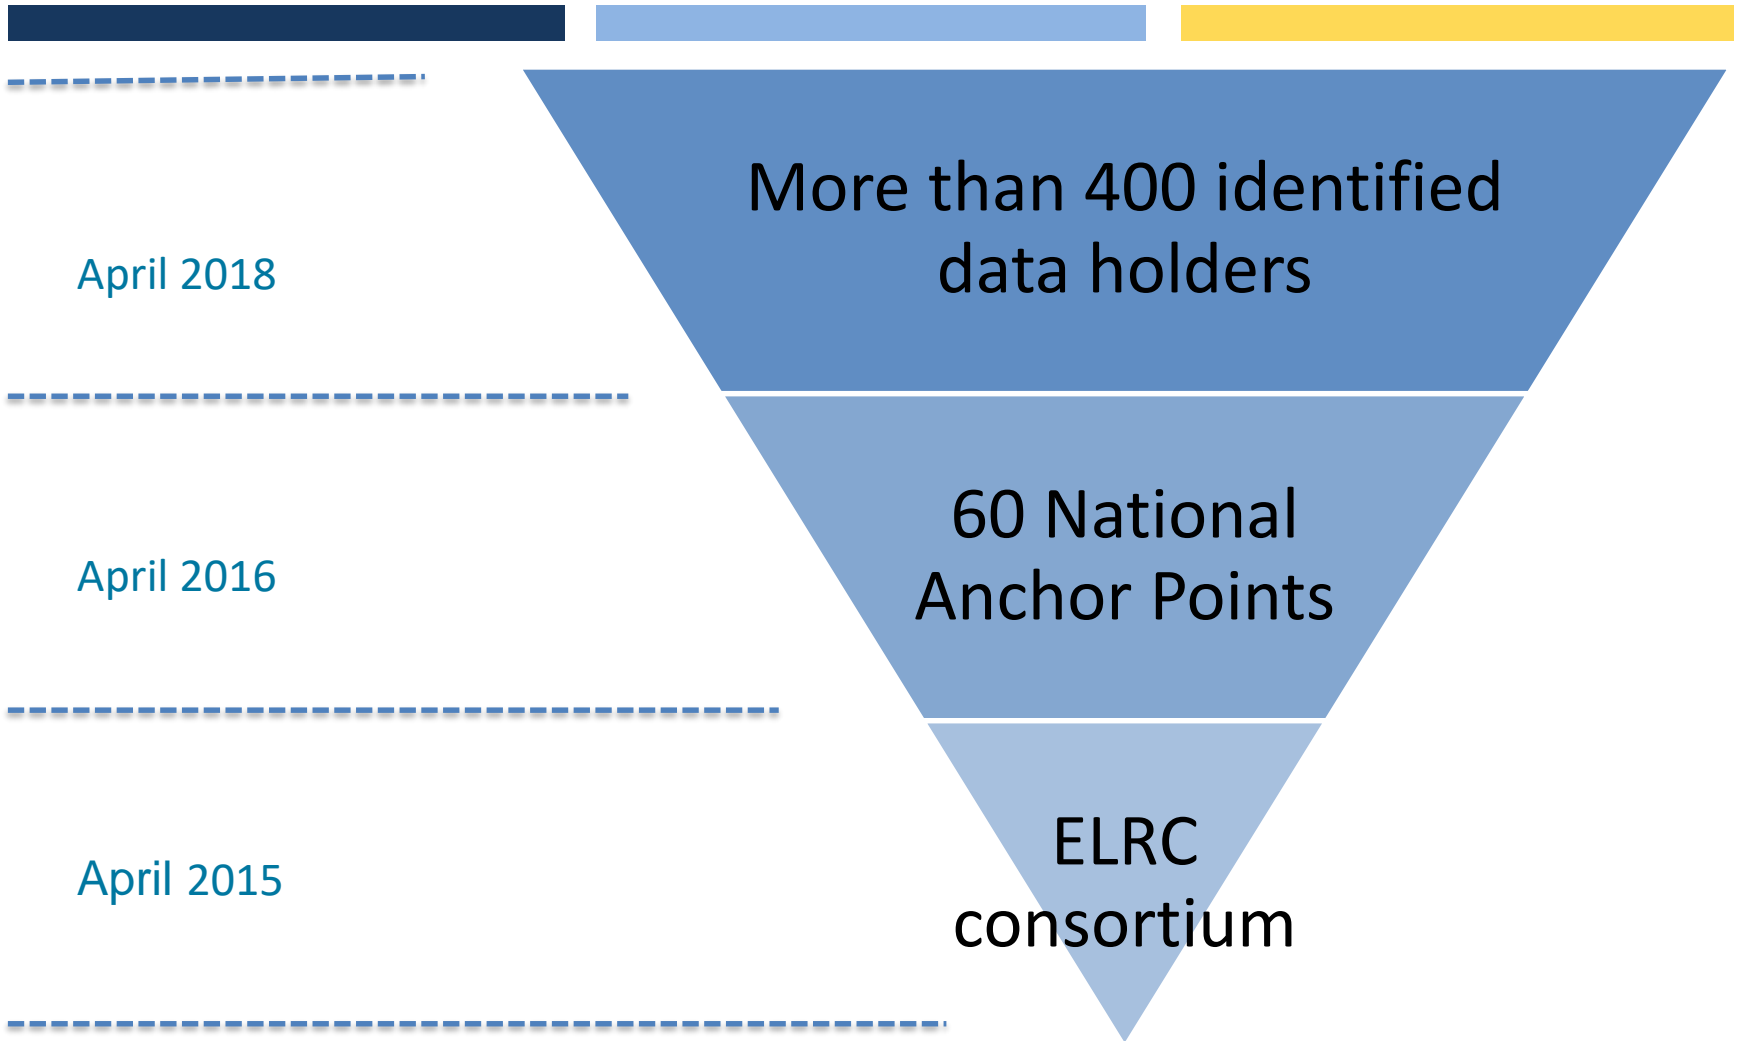 April 2018
More than 400 identified
data holders
April 2016
60 National
Anchor Points
April 2015
ELRC
consortium